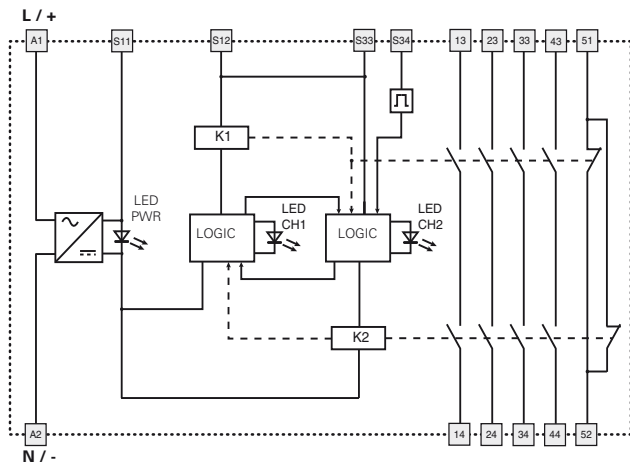 L / +
A1 S11 S12 S33 S34 13 23 33 43 51
K1
LED
PWR
LOGIC
LED
CH1
LOGIC
LED
CH2
K2
A2 14 24 34 44 52
N / -